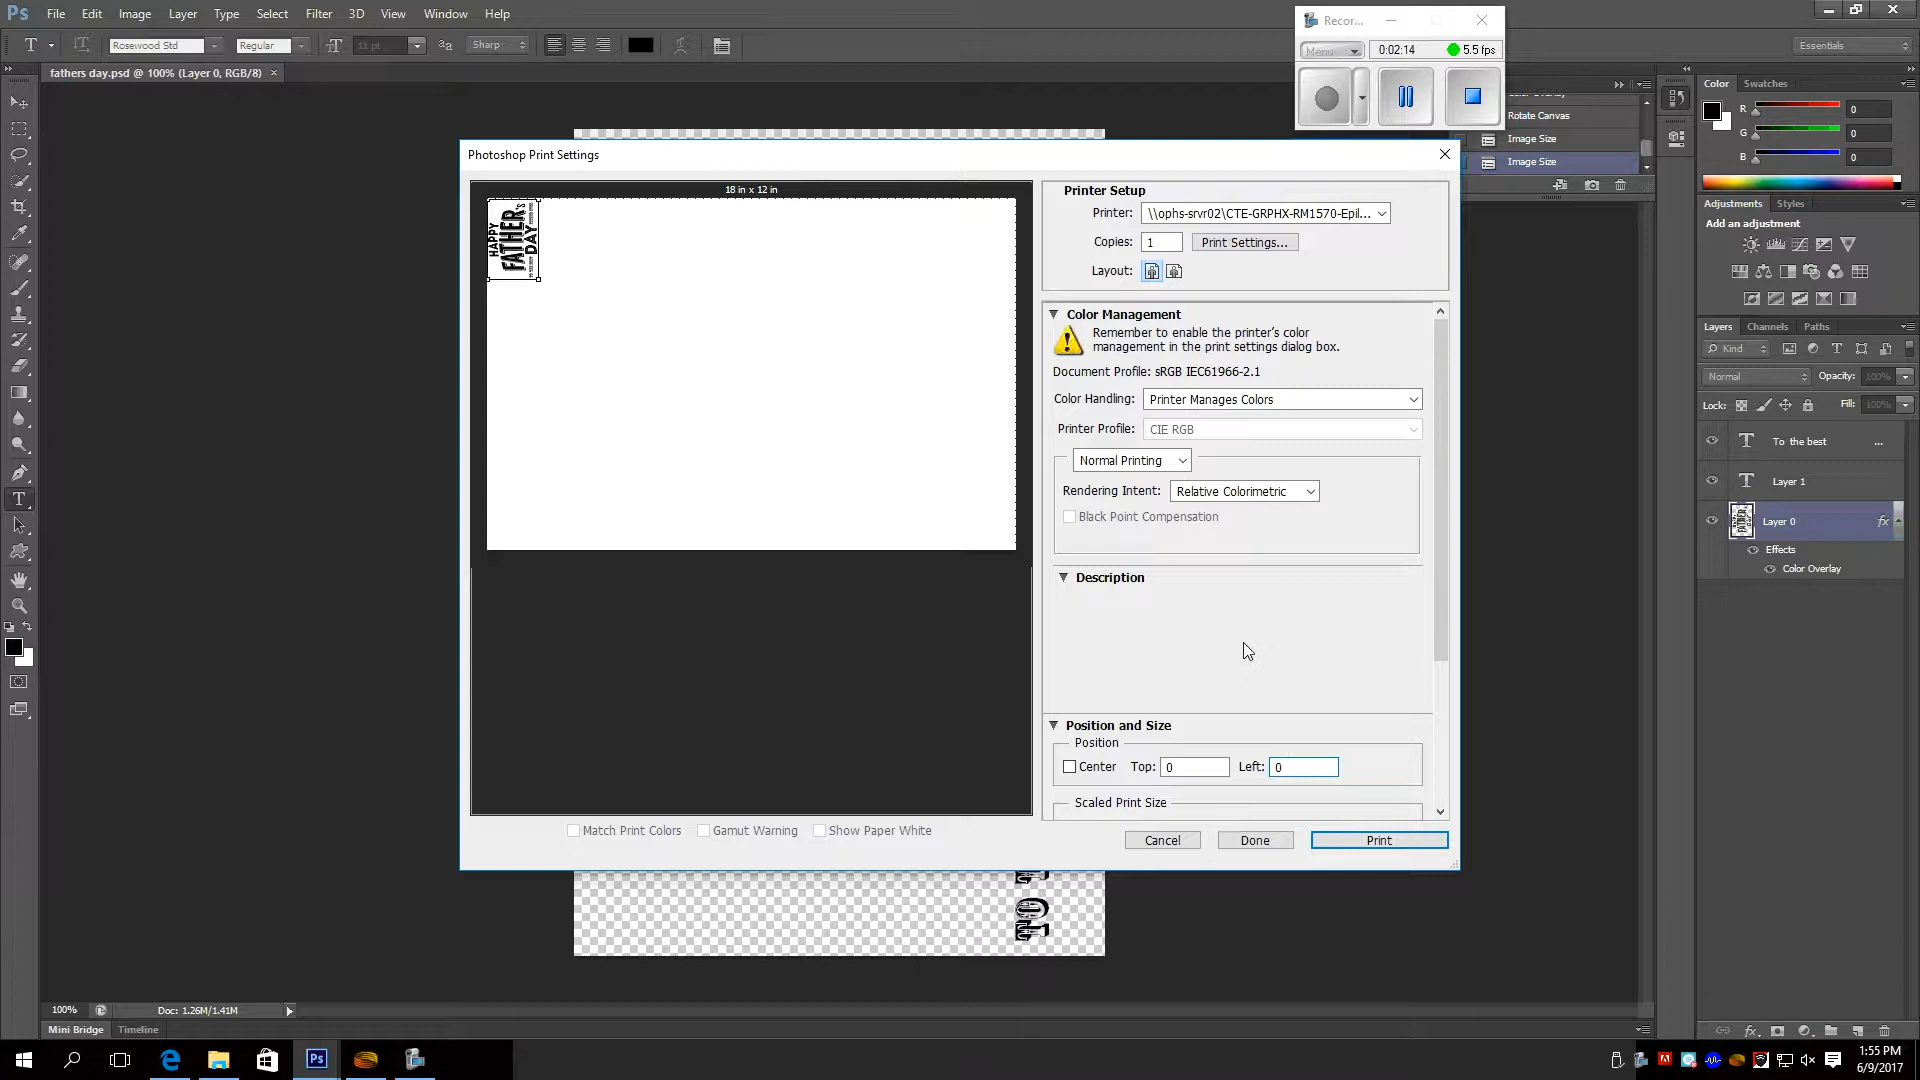 Ps File Edit Image Layer Type Select Filter 3D View Window Help
Recor...
T Rosewood Std Regular 11 pt Sharp Essentials
Menu 0:02:14 5.5 fps
fathers day.psd @ 100% (Layer 0, RGB/8) ×
Color Swatches
Rotate Canvas
Image Size
Image Size
R 0
G 0
B 0
Adjustments Styles
Add an adjustment
Layers Channels Paths
Kind
Normal Opacity: 100%
Lock: Fill: 100%
T To the best ...
T Layer 1
Layer 0 fx
Effects
Color Overlay
Photoshop Print Settings
18 in x 12 in
HAPPY
FATHER'S
DAY
Printer Setup
Printer: \\ophs-srvr02\CTE-GRPHX-RM1570-Epil...
Copies: 1 Print Settings...
Layout:
Color Management
Remember to enable the printer's color
management in the print settings dialog box.
Document Profile: sRGB IEC61966-2.1
Color Handling: Printer Manages Colors
Printer Profile: CIE RGB
Normal Printing
Rendering Intent: Relative Colorimetric
Black Point Compensation
Description
Position and Size
Position
Center Top: 0 Left: 0
Scaled Print Size
Match Print Colors Gamut Warning Show Paper White
Cancel Done Print
TO
100% Doc: 1.26M/1.41M
Mini Bridge Timeline
Ps
1:55 PM
6/9/2017